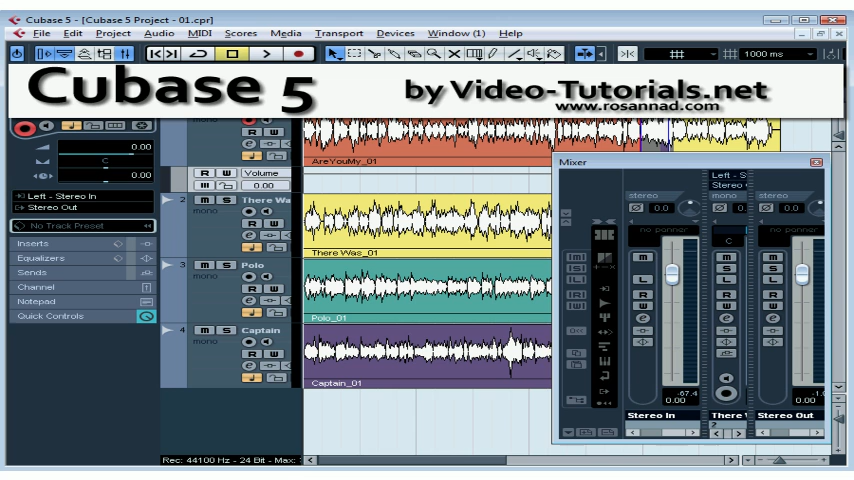 Cubase 5 - [Cubase 5 Project - 01.cpr]
File Edit Project Audio MIDI Scores Media Transport Devices Window (1) Help
1000 ms
Cubase 5 by Video-Tutorials.net
www.rosannad.com
0.00
C
0.00
Left - Stereo In
Stereo Out
No Track Preset
Inserts
Equalizers
Sends
Channel
Notepad
Quick Controls
mono
R W
e
AreYouMy_01
R W Volume
0.00
2 m S There Wa
mono
R W
e
There Was_01
3 m S Polo
mono
R W
e
Polo_01
4 m S Captain
mono
R W
e
Captain_01
Rec: 44100 Hz - 24 Bit - Max:
Mixer
Left - S
Stereo
stereo mono stereo
0.0 0. 0.0
no panner no panner
C
m m m
S S
L L
R R R
W W W
e e e
[m]
[S]
[L]
[R]
[W]
-67.4
0.00
0.00
Stereo In There Stereo Out
2